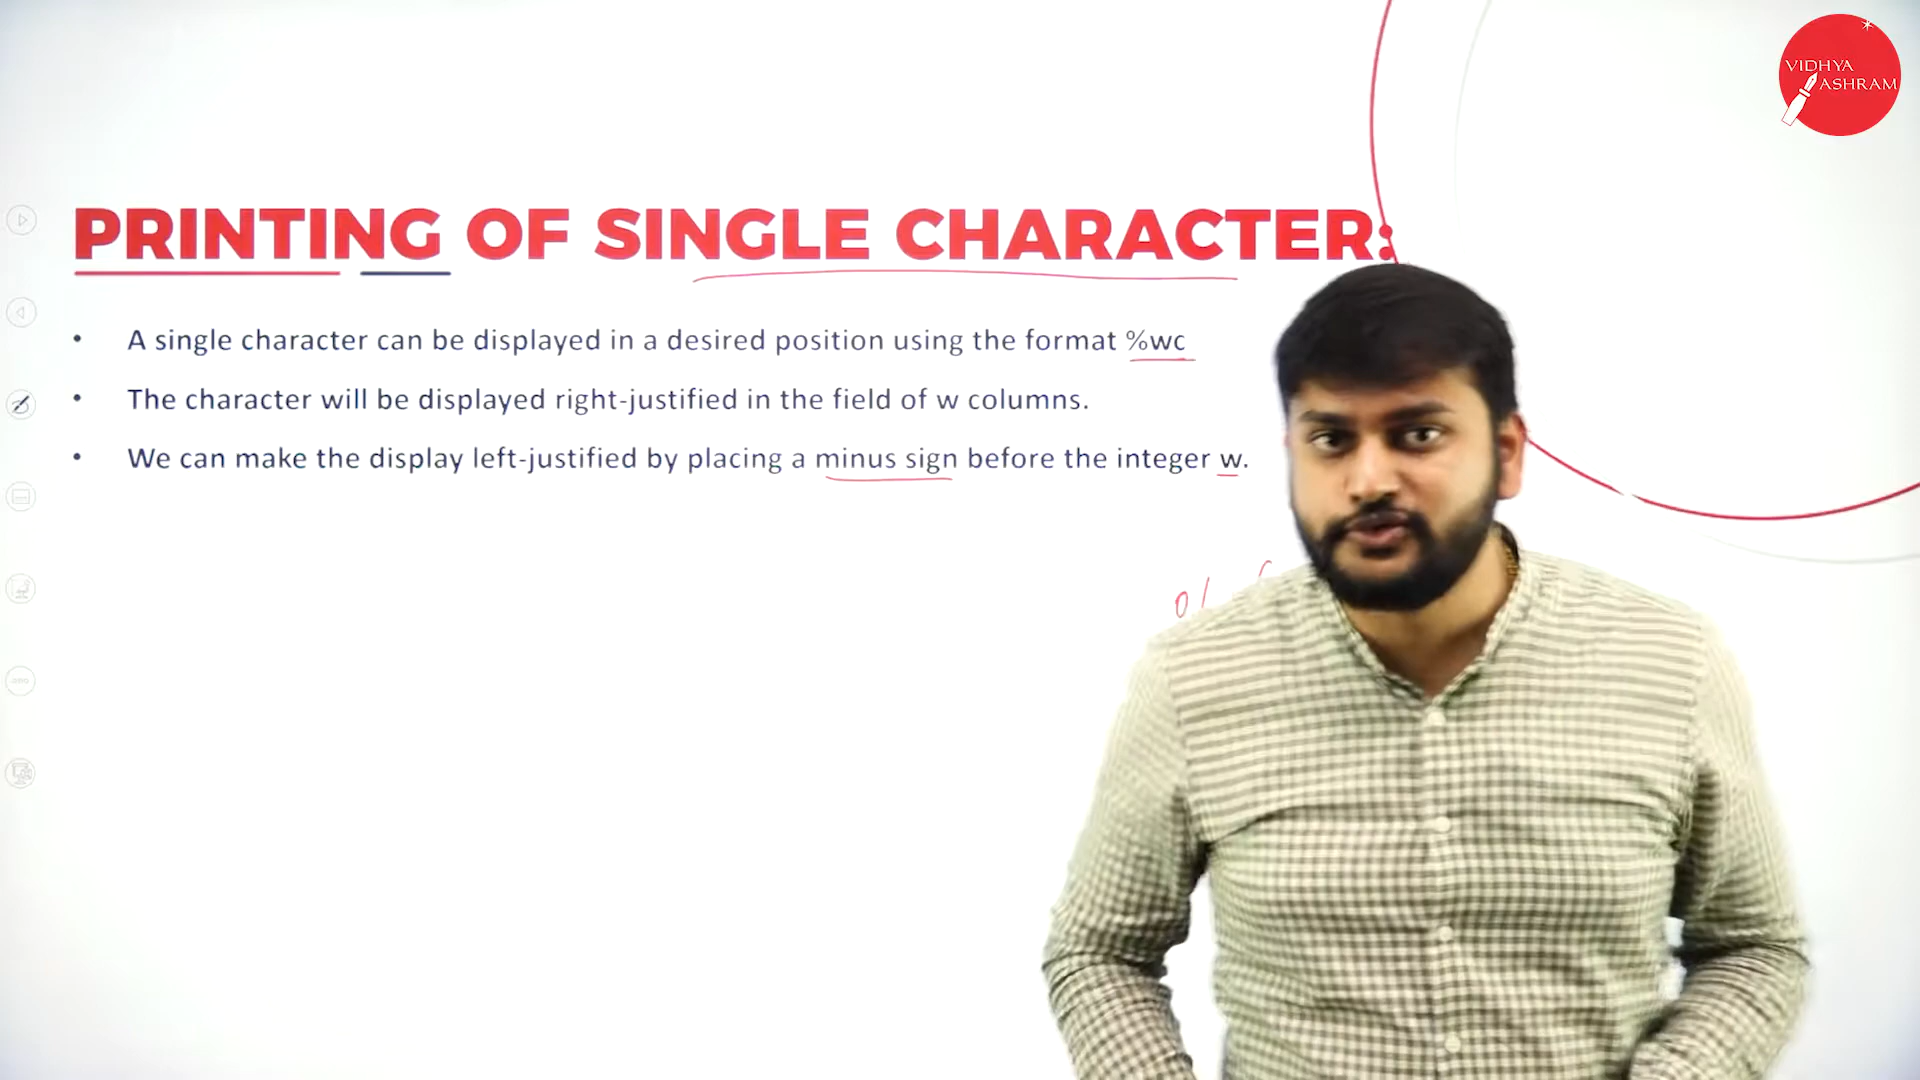 VIDHYA
ASHRAM
PRINTING OF SINGLE CHARACTER:
• A single character can be displayed in a desired position using the format %wc
• The character will be displayed right-justified in the field of w columns.
• We can make the display left-justified by placing a minus sign before the integer w.